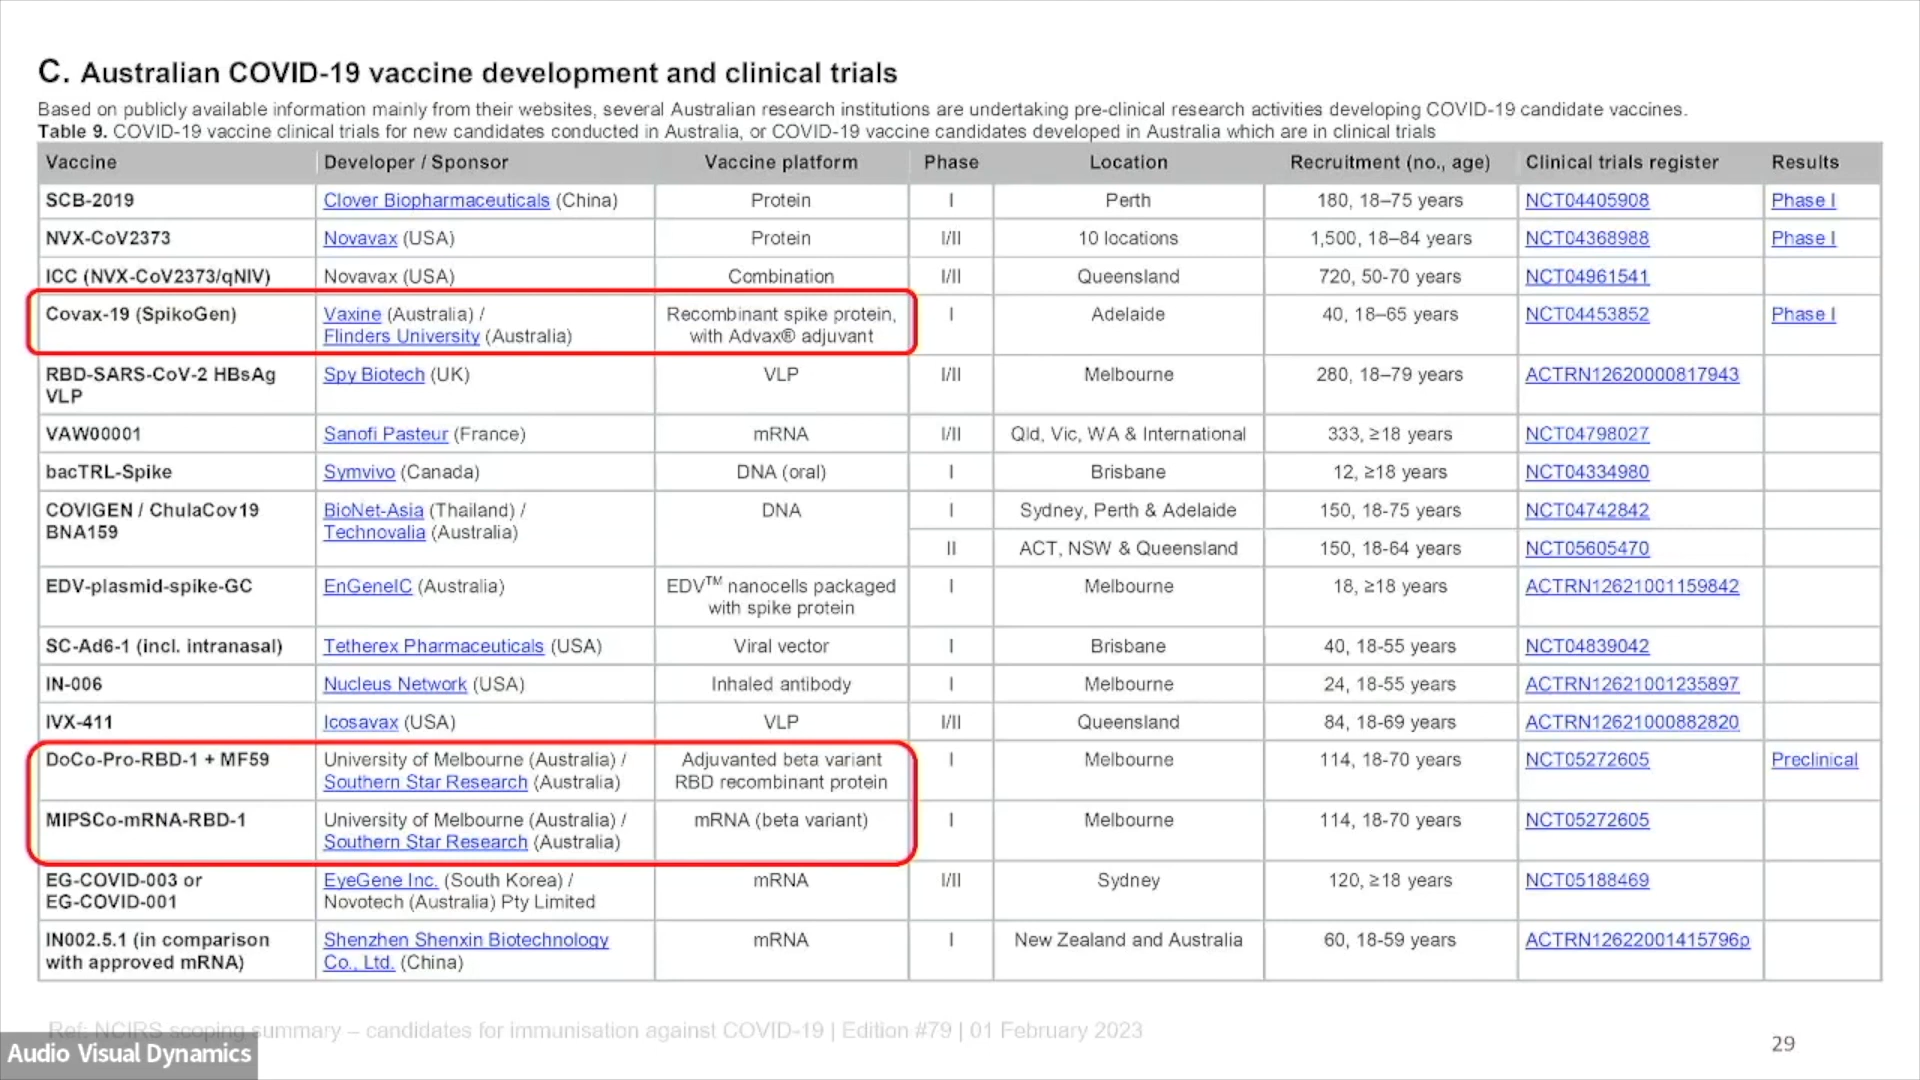 C. Australian COVID-19 vaccine development and clinical trials
Based on publicly available information mainly from their websites, several Australian research institutions are undertaking pre-clinical research activities developing COVID-19 candidate vaccines.
Table 9. COVID-19 vaccine clinical trials for new candidates conducted in Australia, or COVID-19 vaccine candidates developed in Australia which are in clinical trials
Vaccine Developer / Sponsor Vaccine platform Phase Location Recruitment (no., age) Clinical trials register Results
SCB-2019 Clover Biopharmaceuticals (China) Protein I Perth 180, 18–75 years NCT04405908 Phase I
NVX-CoV2373 Novavax (USA) Protein I/II 10 locations 1,500, 18–84 years NCT04368988 Phase I
ICC (NVX-CoV2373/qNIV) Novavax (USA) Combination I/II Queensland 720, 50-70 years NCT04961541
Covax-19 (SpikoGen) Vaxine (Australia) / Recombinant spike protein, I Adelaide 40, 18–65 years NCT04453852 Phase I
Flinders University (Australia) with Advax® adjuvant
RBD-SARS-CoV-2 HBsAg Spy Biotech (UK) VLP I/II Melbourne 280, 18–79 years ACTRN12620000817943
VLP
VAW00001 Sanofi Pasteur (France) mRNA I/II Qld, Vic, WA & International 333, ≥18 years NCT04798027
bacTRL-Spike Symvivo (Canada) DNA (oral) I Brisbane 12, ≥18 years NCT04334980
COVIGEN / ChulaCov19 BioNet-Asia (Thailand) / DNA I Sydney, Perth & Adelaide 150, 18-75 years NCT04742842
BNA159 Technovalia (Australia)
II ACT, NSW & Queensland 150, 18-64 years NCT05605470
EDV-plasmid-spike-GC EnGeneIC (Australia) EDV™ nanocells packaged I Melbourne 18, ≥18 years ACTRN12621001159842
with spike protein
SC-Ad6-1 (incl. intranasal) Tetherex Pharmaceuticals (USA) Viral vector I Brisbane 40, 18-55 years NCT04839042
IN-006 Nucleus Network (USA) Inhaled antibody I Melbourne 24, 18-55 years ACTRN12621001235897
IVX-411 Icosavax (USA) VLP I/II Queensland 84, 18-69 years ACTRN12621000882820
DoCo-Pro-RBD-1 + MF59 University of Melbourne (Australia) / Adjuvanted beta variant I Melbourne 114, 18-70 years NCT05272605 Preclinical
Southern Star Research (Australia) RBD recombinant protein
MIPSCo-mRNA-RBD-1 University of Melbourne (Australia) / mRNA (beta variant) I Melbourne 114, 18-70 years NCT05272605
Southern Star Research (Australia)
EG-COVID-003 or EyeGene Inc. (South Korea) / mRNA I/II Sydney 120, ≥18 years NCT05188469
EG-COVID-001 Novotech (Australia) Pty Limited
IN002.5.1 (in comparison Shenzhen Shenxin Biotechnology mRNA I New Zealand and Australia 60, 18-59 years ACTRN12622001415796p
with approved mRNA) Co., Ltd. (China)
Ref: NCIRS scoping summary – candidates for immunisation against COVID-19 | Edition #79 | 01 February 2023
Audio Visual Dynamics
29